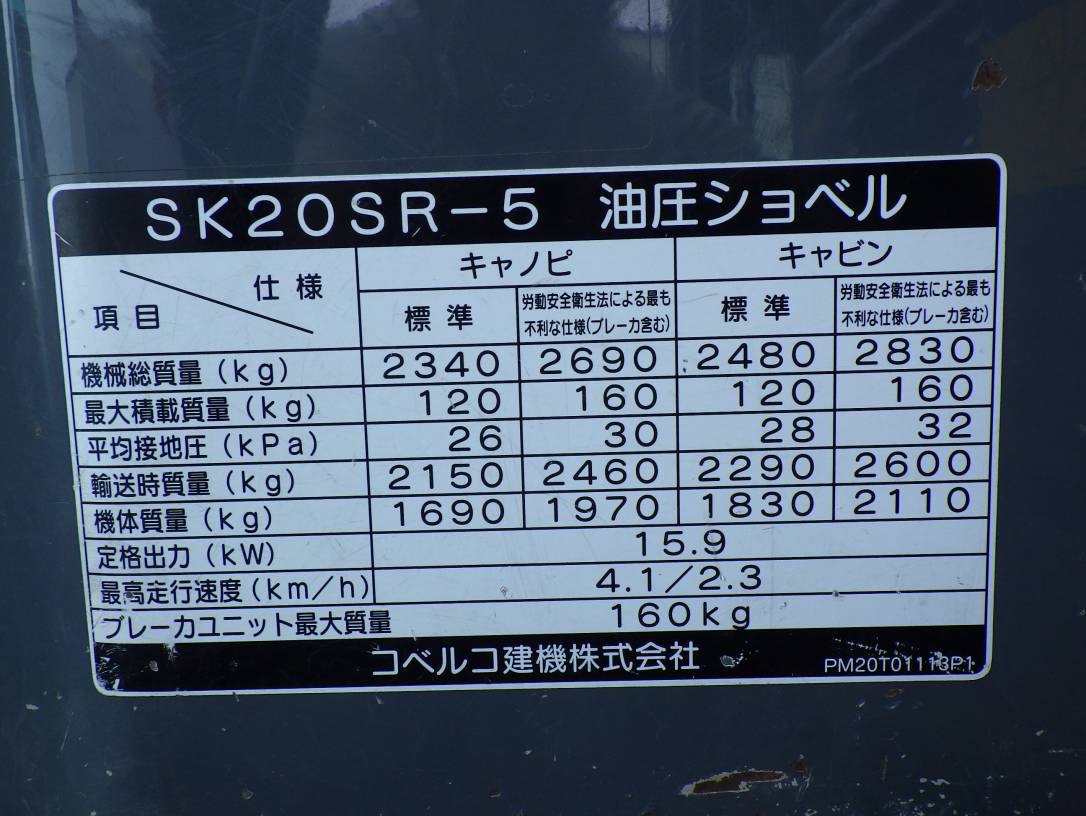 SK20SR-5 油圧ショベル
項目 仕様 キャノピ キャビン
標準 労動安全衛生法による最も不利な仕様(ブレーカ含む) 標準 労動安全衛生法による最も不利な仕様(ブレーカ含む)
機械総質量(kg) 2340 2690 2480 2830
最大積載質量(kg) 120 160 120 160
平均接地圧(kPa) 26 30 28 32
輸送時質量(kg) 2150 2460 2290 2600
機体質量(kg) 1690 1970 1830 2110
定格出力(kW) 15.9
最高走行速度(km/h) 4.1/2.3
ブレーカユニット最大質量 160kg
コベルコ建機株式会社 PM20T01113P1